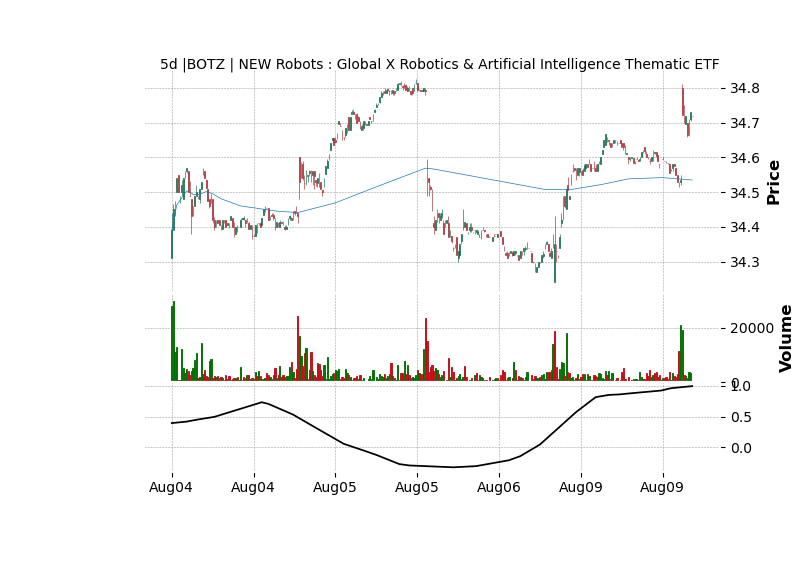 5d |BOTZ | NEW Robots : Global X Robotics & Artificial Intelligence Thematic ETF
34.8
34.7
34.6
34.5
34.4
34.3
Price
20000
0
Volume
1.0
0.5
0.0
Aug04 Aug04 Aug05 Aug05 Aug06 Aug09 Aug09